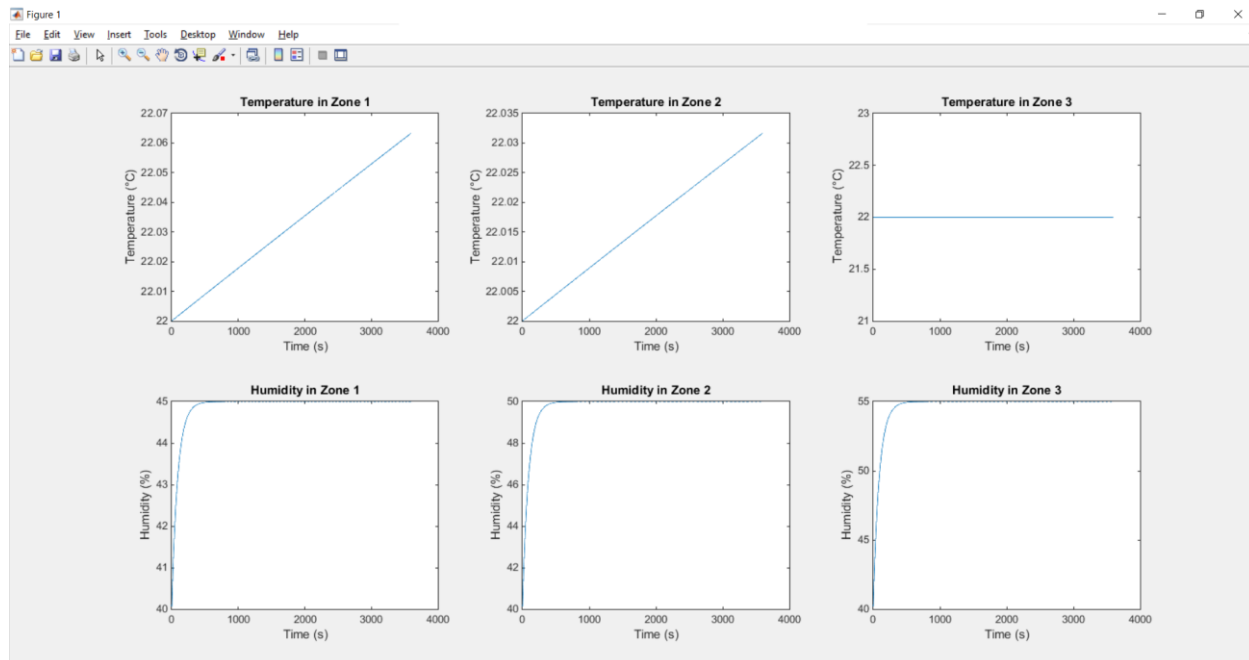 Figure 1
File Edit View Insert Tools Desktop Window Help
Temperature in Zone 1
Temperature (°C)
22.07
22.06
22.05
22.04
22.03
22.02
22.01
22
0 1000 2000 3000 4000
Time (s)
Temperature in Zone 2
Temperature (°C)
22.035
22.03
22.025
22.02
22.015
22.01
22.005
22
0 1000 2000 3000 4000
Time (s)
Temperature in Zone 3
Temperature (°C)
23
22.5
22
21.5
21
0 1000 2000 3000 4000
Time (s)
Humidity in Zone 1
Humidity (%)
45
44
43
42
41
40
0 1000 2000 3000 4000
Time (s)
Humidity in Zone 2
Humidity (%)
50
48
46
44
42
40
0 1000 2000 3000 4000
Time (s)
Humidity in Zone 3
Humidity (%)
55
50
45
40
0 1000 2000 3000 4000
Time (s)